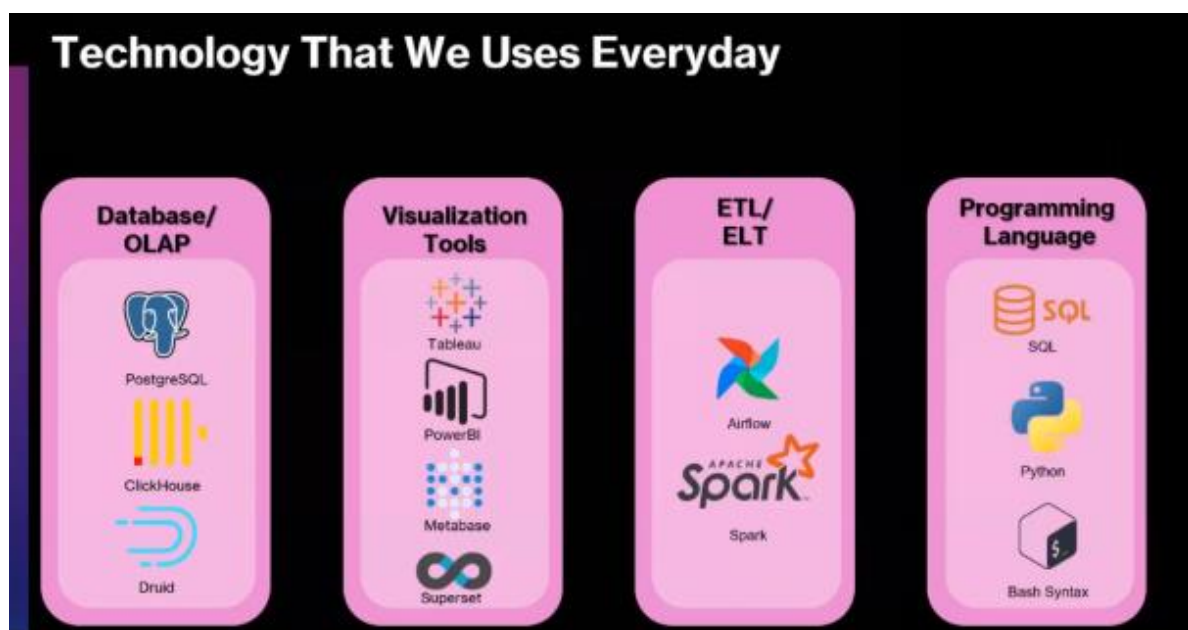 Technology That We Uses Everyday
Database/
OLAP
PostgreSQL
ClickHouse
Druid
Visualization
Tools
Tableau
PowerBI
Metabase
Superset
ETL/
ELT
Airflow
APACHE
Spark
Spark
Programming
Language
SQL
SQL
Python
$_
Bash Syntax